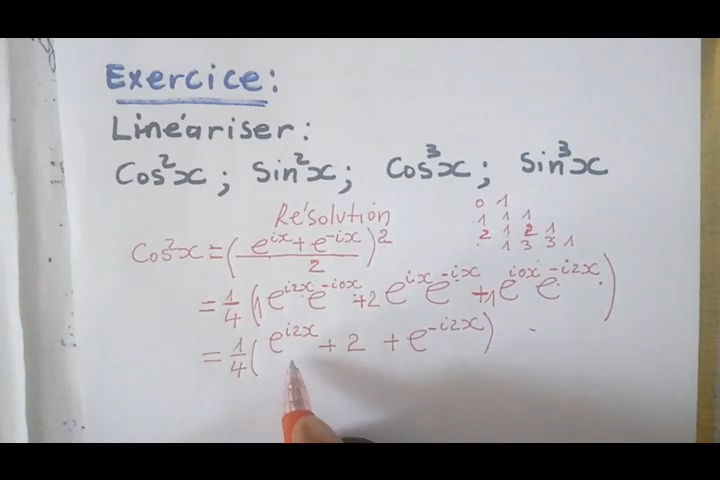 Exercice:
Linéariser:
Cos²x ; Sin²x ; Cos³x ; Sin³x
Résolution
0 1
1 1 1
2 1 2 1
1 3 3 1
Cos²x = ( (e^{ix} + e^{-ix}) / 2 )²
= 1/4 (1 e^{i2x} e^{-i0x} + 2 e^{ix} e^{-ix} + 1 e^{i0x} e^{-i2x})
= 1/4 (e^{i2x} + 2 + e^{-i2x})